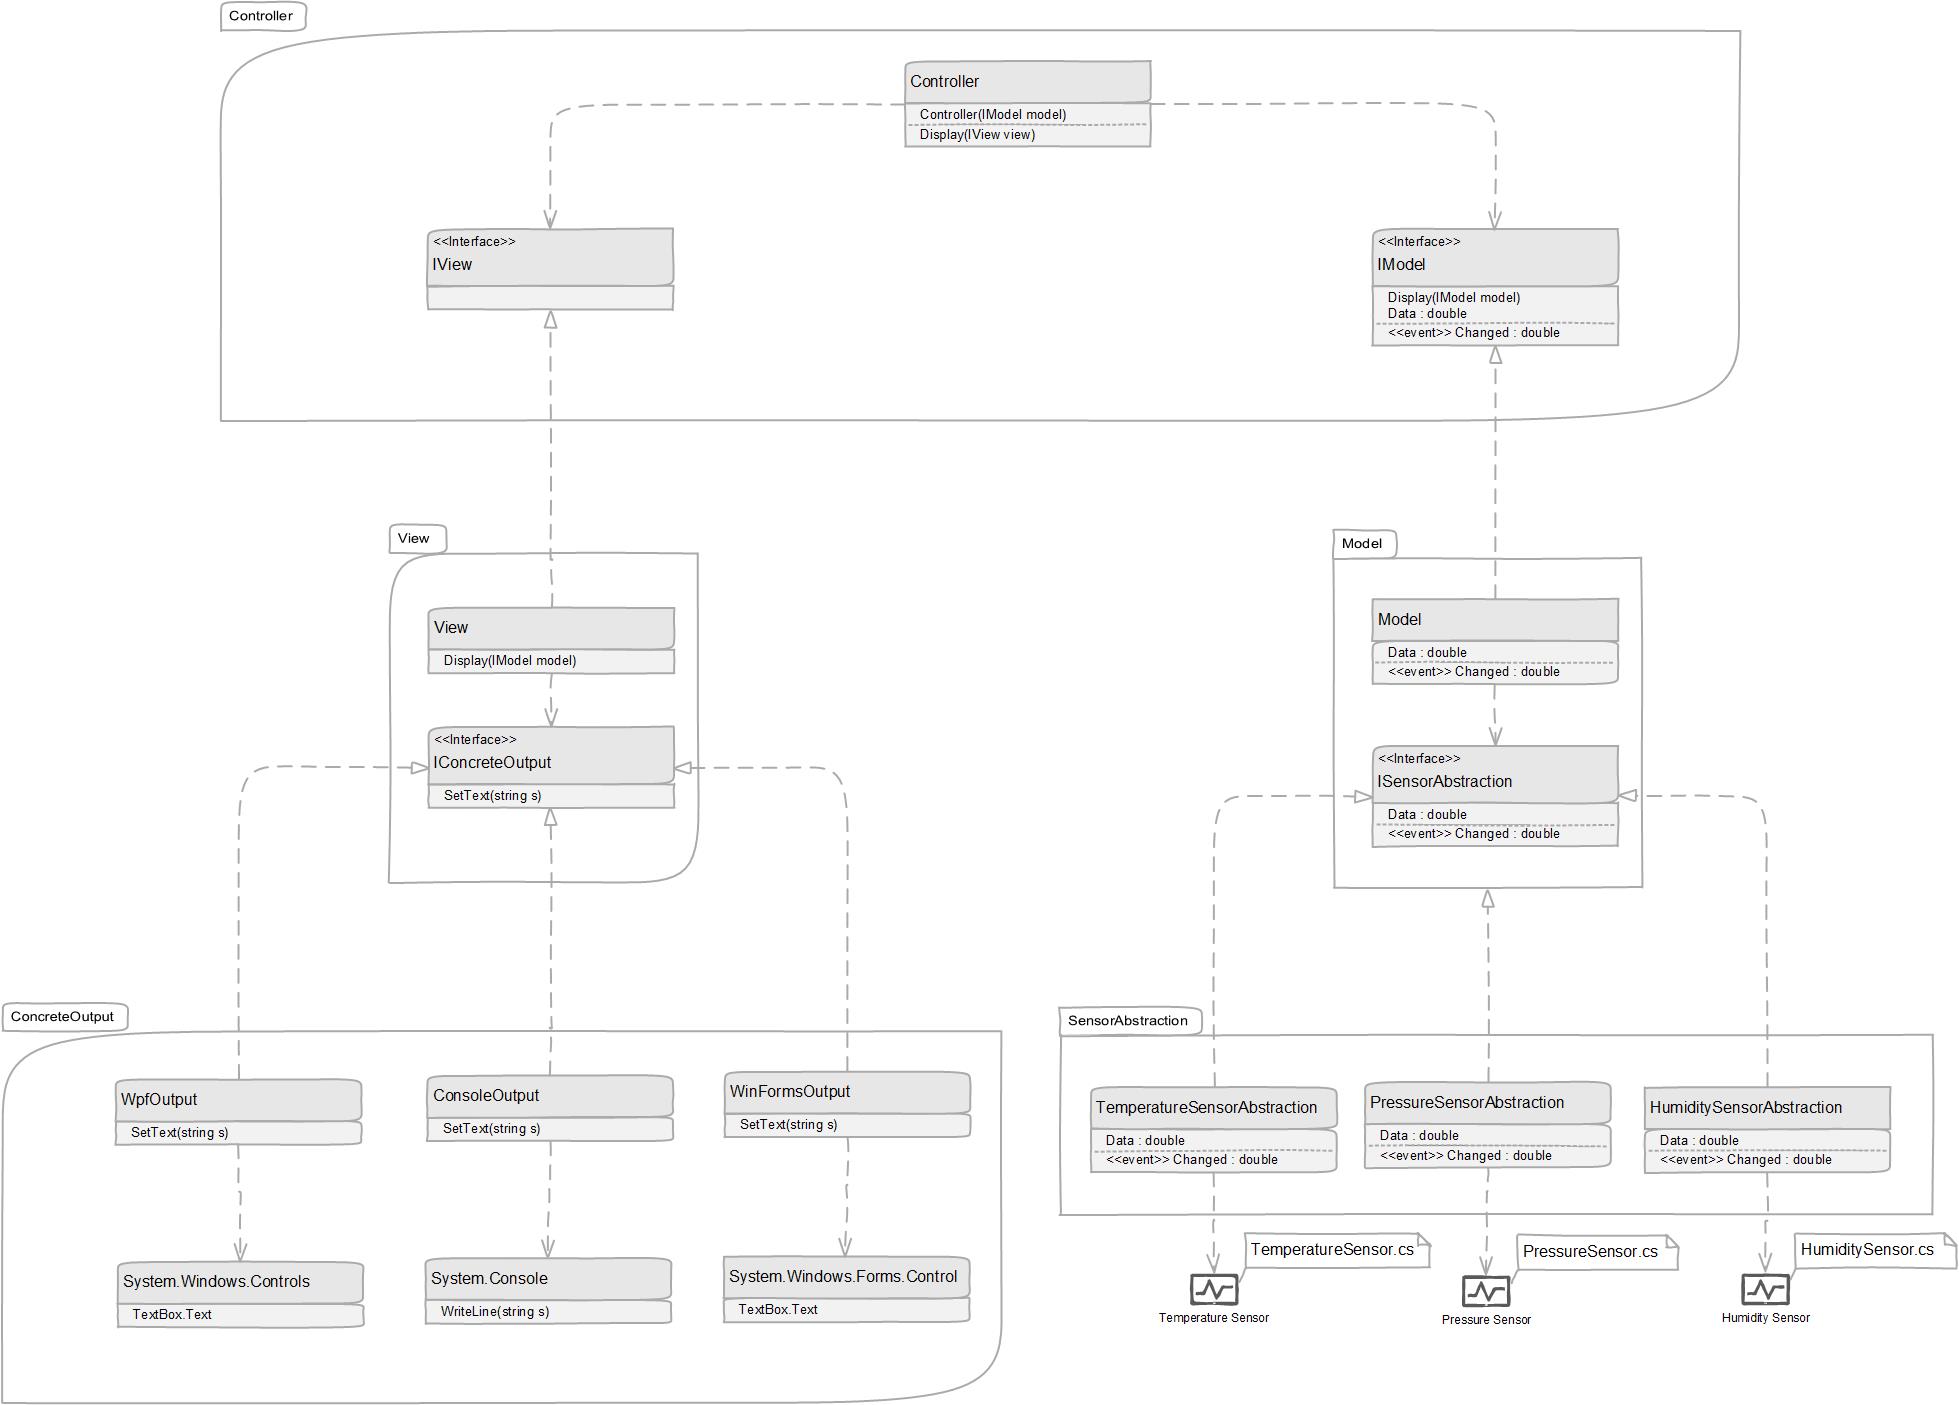 Controller
Controller
Controller(IModel model)
Display(IView view)
<<Interface>>
IView
<<Interface>>
IModel
Display(IModel model)
Data : double
<<event>> Changed : double
View
View
Display(IModel model)
<<Interface>>
IConcreteOutput
SetText(string s)
Model
Model
Data : double
<<event>> Changed : double
<<Interface>>
ISensorAbstraction
Data : double
<<event>> Changed : double
ConcreteOutput
WpfOutput
SetText(string s)
ConsoleOutput
SetText(string s)
WinFormsOutput
SetText(string s)
System.Windows.Controls
TextBox.Text
System.Console
WriteLine(string s)
System.Windows.Forms.Control
TextBox.Text
SensorAbstraction
TemperatureSensorAbstraction
Data : double
<<event>> Changed : double
PressureSensorAbstraction
Data : double
<<event>> Changed : double
HumiditySensorAbstraction
Data : double
<<event>> Changed : double
TemperatureSensor.cs
Temperature Sensor
PressureSensor.cs
Pressure Sensor
HumiditySensor.cs
Humidity Sensor